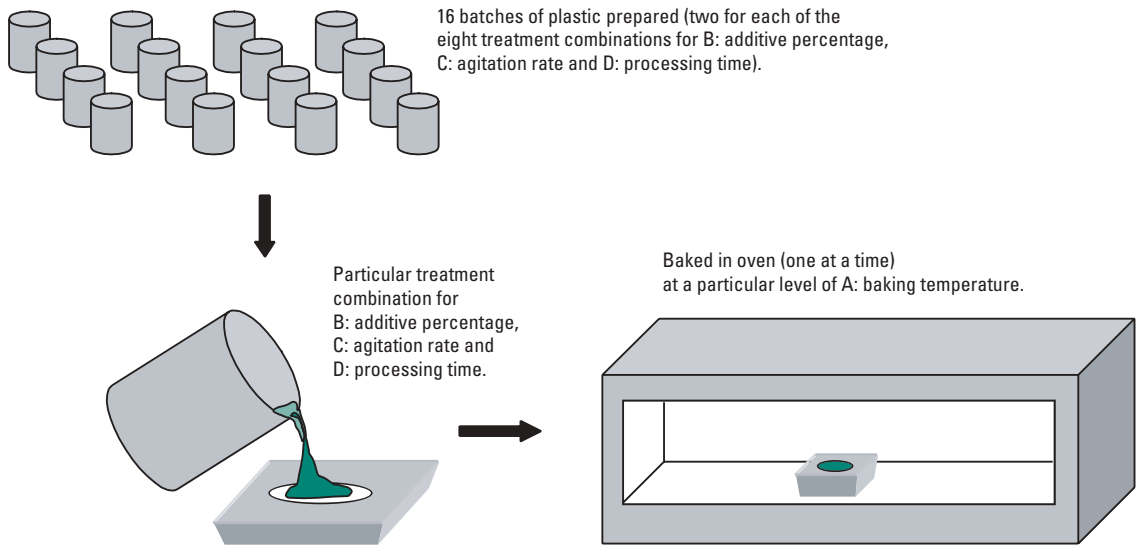 16 batches of plastic prepared (two for each of the
eight treatment combinations for B: additive percentage,
C: agitation rate and D: processing time).
Particular treatment
combination for
B: additive percentage,
C: agitation rate and
D: processing time.
Baked in oven (one at a time)
at a particular level of A: baking temperature.